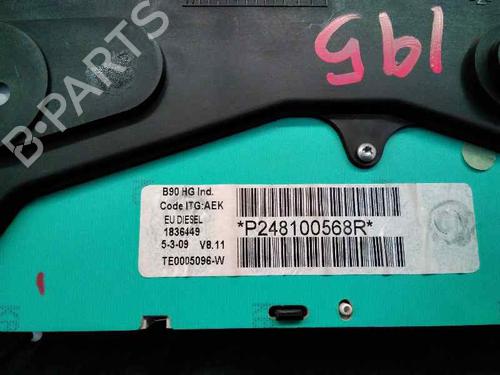 195
B-PARTS
B90 HG Ind.
Code ITG:AEK
EU DIESEL
1836449
5-3-09 V8.11
TE0005096-W
*P248100568R*